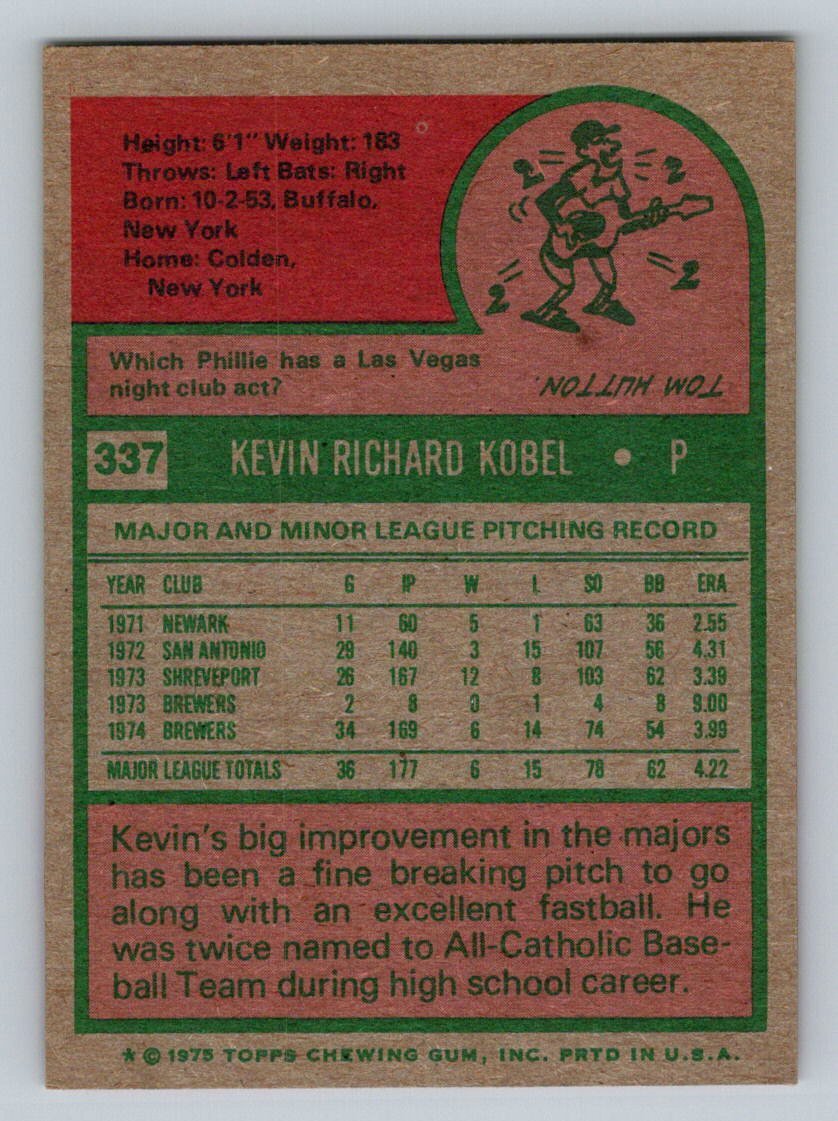 Height: 6'1" Weight: 183
Throws: Left Bats: Right
Born: 10-2-53, Buffalo,
New York
Home: Colden,
New York
2 2
2 2
Which Phillie has a Las Vegas
night club act?
TOM HUTTON.
337 KEVIN RICHARD KOBEL • P
MAJOR AND MINOR LEAGUE PITCHING RECORD
YEAR CLUB G IP W L SO BB ERA
1971 NEWARK 11 60 5 1 63 36 2.55
1972 SAN ANTONIO 29 140 3 15 107 56 4.31
1973 SHREVEPORT 26 167 12 8 103 62 3.39
1973 BREWERS 2 8 0 1 4 8 9.00
1974 BREWERS 34 169 6 14 74 54 3.99
MAJOR LEAGUE TOTALS 36 177 6 15 78 62 4.22
Kevin's big improvement in the majors
has been a fine breaking pitch to go
along with an excellent fastball. He
was twice named to All-Catholic Base-
ball Team during high school career.
* © 1975 TOPPS CHEWING GUM, INC. PRTD IN U.S.A.